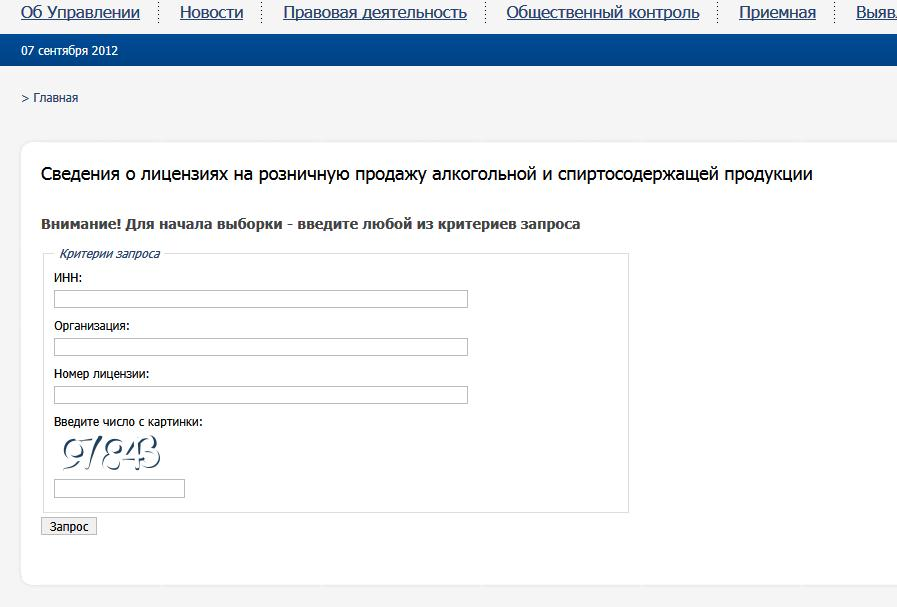 Об Управлении Новости Правовая деятельность Общественный контроль Приемная Выяв
07 сентября 2012
> Главная
Сведения о лицензиях на розничную продажу алкогольной и спиртосодержащей продукции
Внимание! Для начала выборки - введите любой из критериев запроса
Критерии запроса
ИНН:
Организация:
Номер лицензии:
Введите число с картинки:
97843
Запрос